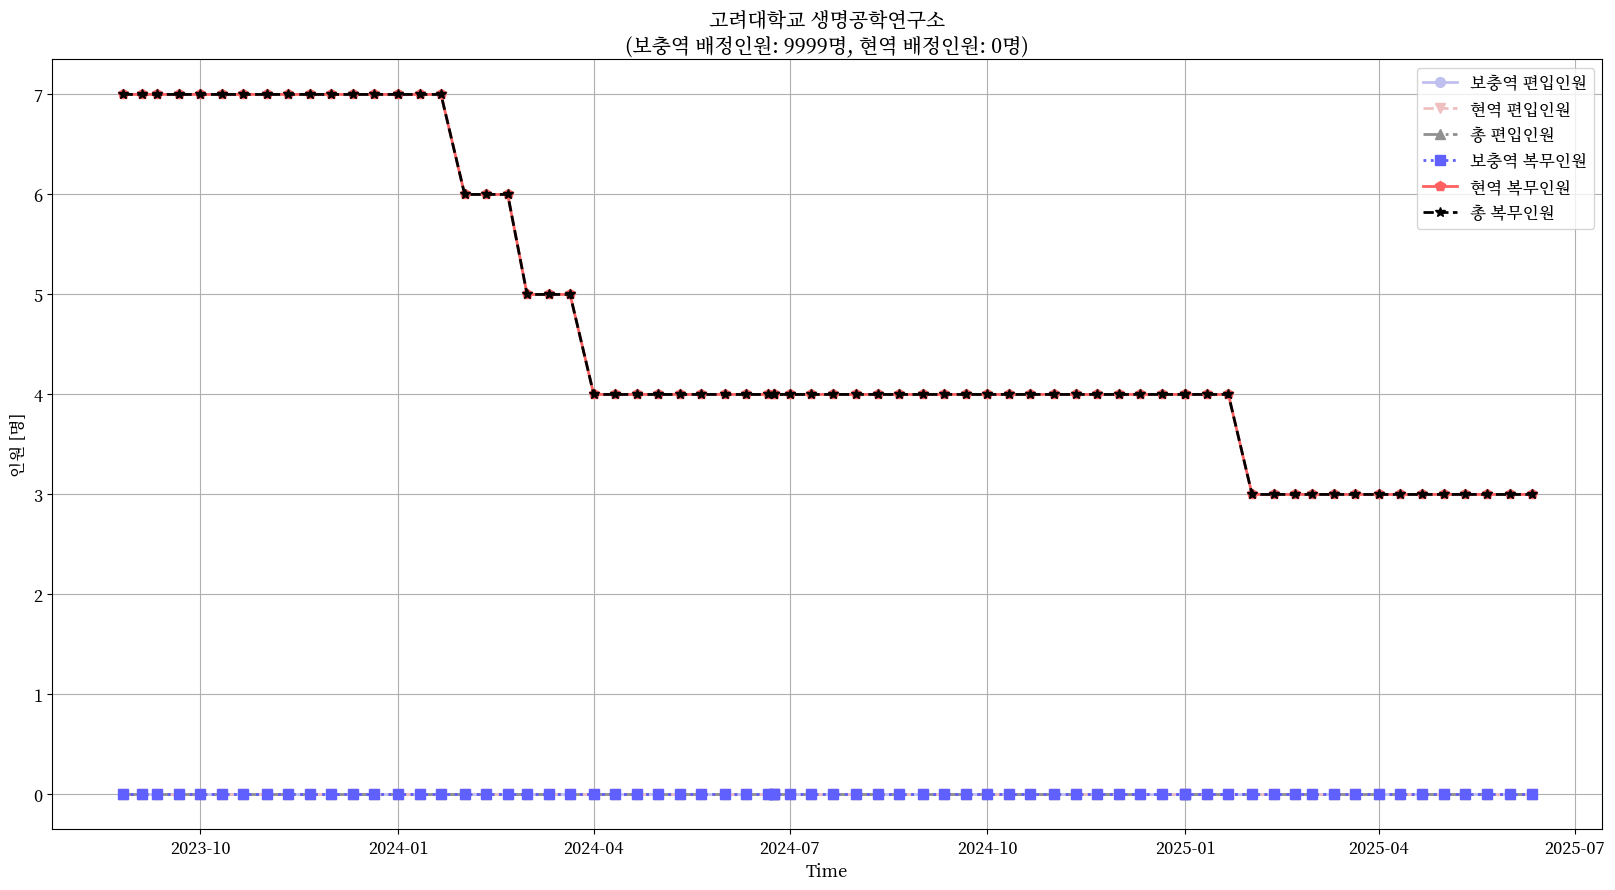 고려대학교 생명공학연구소
(보충역 배정인원: 9999명, 현역 배정인원: 0명)
보충역 편입인원
현역 편입인원
총 편입인원
보충역 복무인원
현역 복무인원
총 복무인원
인원 [명]
7
6
5
4
3
2
1
0
2023-10
2024-01
2024-04
2024-07
2024-10
2025-01
2025-04
2025-07
Time